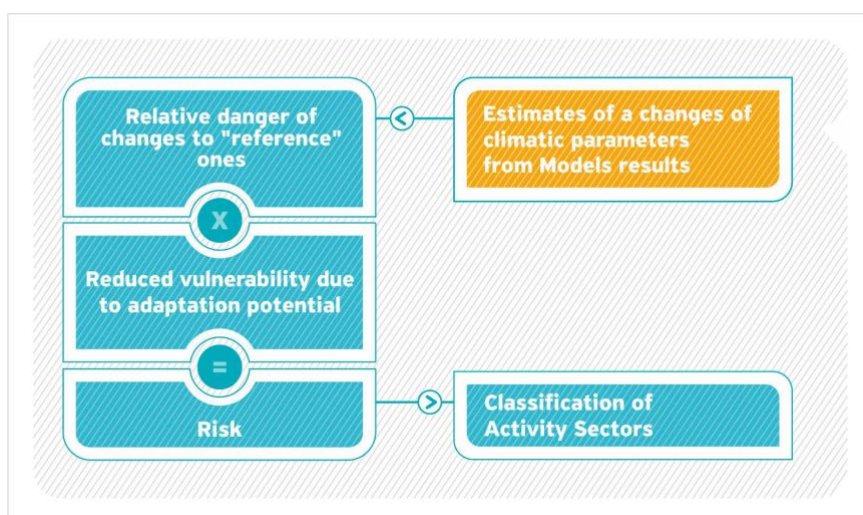 Relative danger of
changes to "reference"
ones
<
Estimates of a changes of
climatic parameters
from Models results
X
Reduced vulnerability due
to adaptation potential
=
Risk
>
Classification of
Activity Sectors